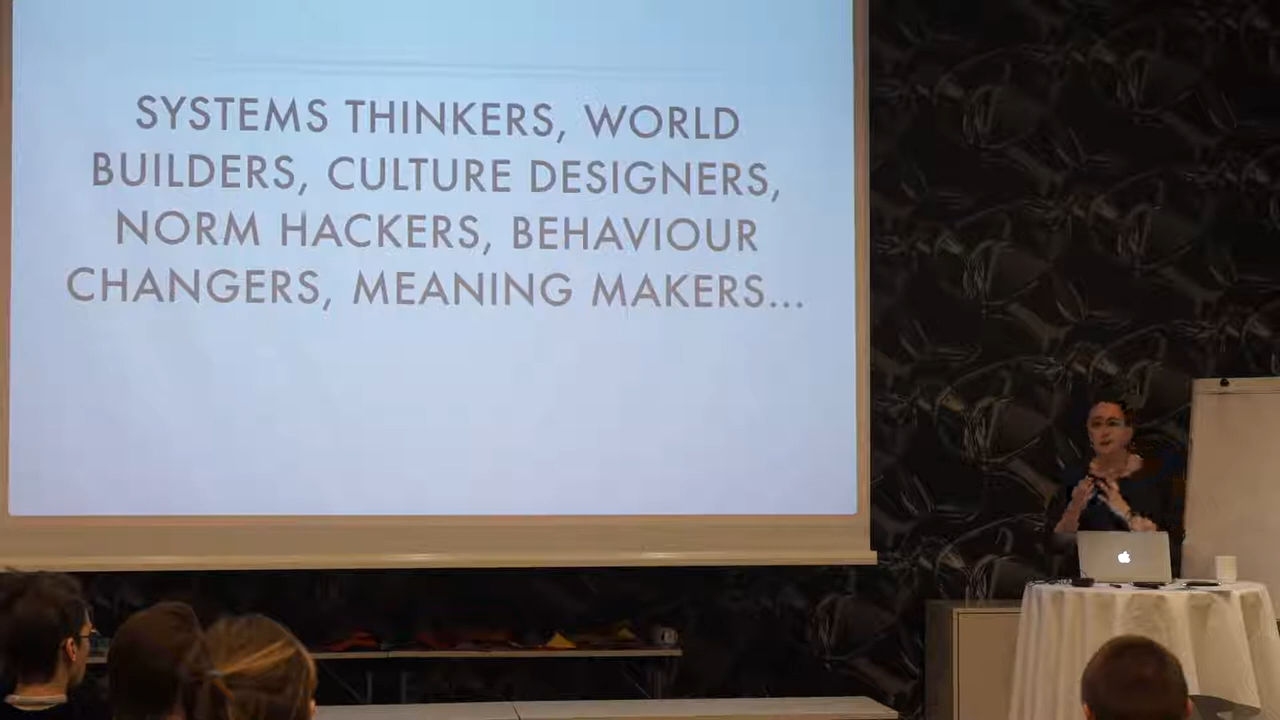 SYSTEMS THINKERS, WORLD
BUILDERS, CULTURE DESIGNERS,
NORM HACKERS, BEHAVIOUR
CHANGERS, MEANING MAKERS...